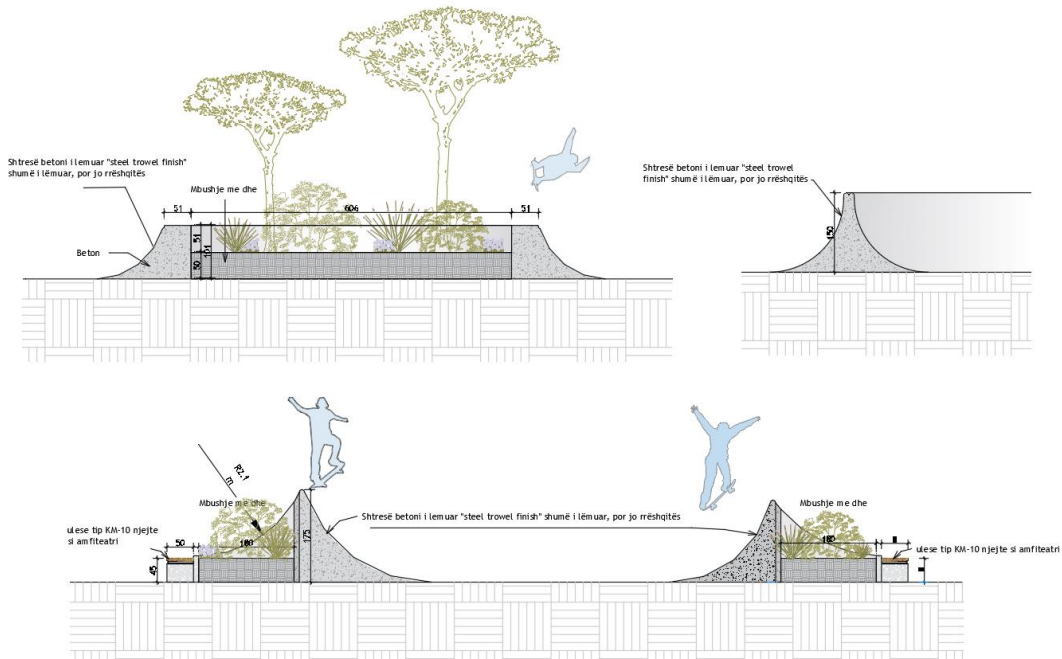 Shtresë betoni i lemuar "steel trowel finish"
shumë i lëmuar, por jo rrëshqitës
Mbushje me dhe
51
604
51
Beton
51
101
50
Shtresë betoni i lemuar "steel trowel
finish" shumë i lëmuar, por jo rrëshqitës
150
R2.1
m
Mbushje me dhe
Shtresë betoni i lemuar "steel trowel finish" shumë i lëmuar, por jo rrëshqitës
Mbushje me dhe
ulese tip KM-10 njejte
si amfiteatri
50
180
175
45
180
ulese tip KM-10 njejte si amfiteatri